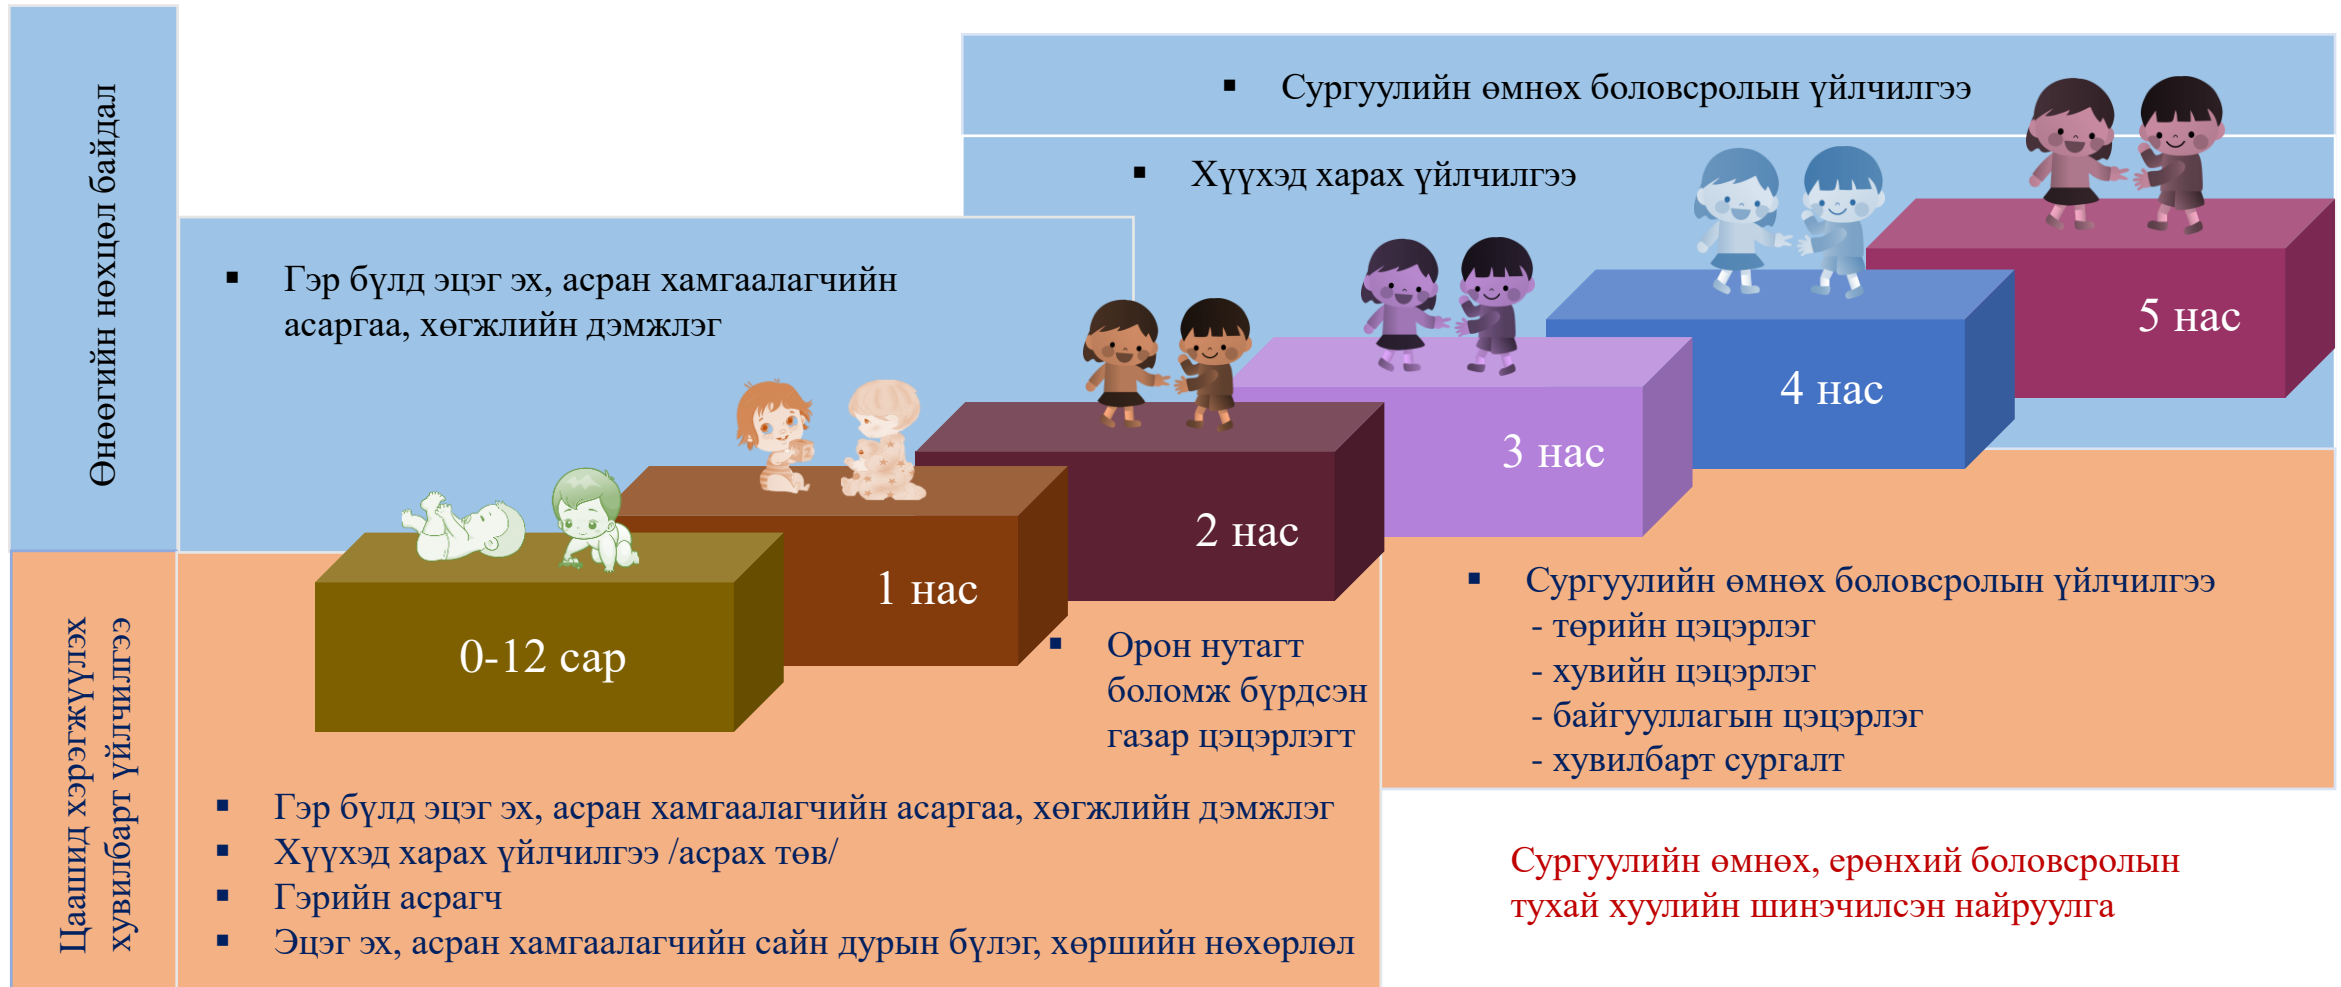 Өнөөгийн нөхцөл байдал
▪ Сургуулийн өмнөх боловсролын үйлчилгээ
▪ Хүүхэд харах үйлчилгээ
▪ Гэр бүлд эцэг эх, асран хамгаалагчийн
асаргаа, хөгжлийн дэмжлэг
5 нас
4 нас
3 нас
2 нас
1 нас
0-12 сар
Цаашид хэрэгжүүлэх
хувилбарт үйлчилгээ
▪ Орон нутагт
боломж бүрдсэн
газар цэцэрлэгт
▪ Сургуулийн өмнөх боловсролын үйлчилгээ
- төрийн цэцэрлэг
- хувийн цэцэрлэг
- байгууллагын цэцэрлэг
- хувилбарт сургалт
▪ Гэр бүлд эцэг эх, асран хамгаалагчийн асаргаа, хөгжлийн дэмжлэг
▪ Хүүхэд харах үйлчилгээ /асрах төв/
▪ Гэрийн асрагч
▪ Эцэг эх, асран хамгаалагчийн сайн дурын бүлэг, хөршийн нөхөрлөл
Сургуулийн өмнөх, ерөнхий боловсролын
тухай хуулийн шинэчилсэн найруулга